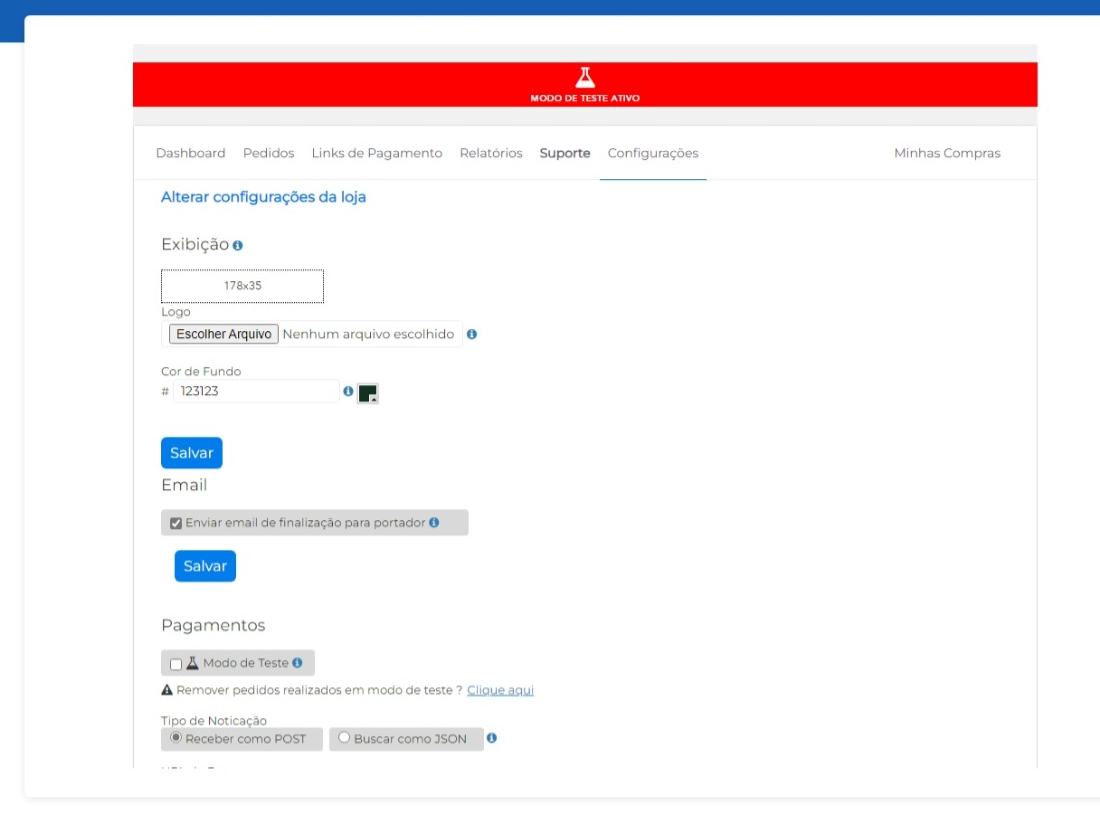 MODO DE TESTE ATIVO
Dashboard Pedidos Links de Pagamento Relatórios Suporte Configurações Minhas Compras
Alterar configurações da loja
Exibição
178x35
Logo
Escolher Arquivo Nenhum arquivo escolhido
Cor de Fundo
# 123123
Salvar
Email
Enviar email de finalização para portador
Salvar
Pagamentos
Modo de Teste
Remover pedidos realizados em modo de teste ? Clique aqui
Tipo de Noticação
Receber como POST Buscar como JSON